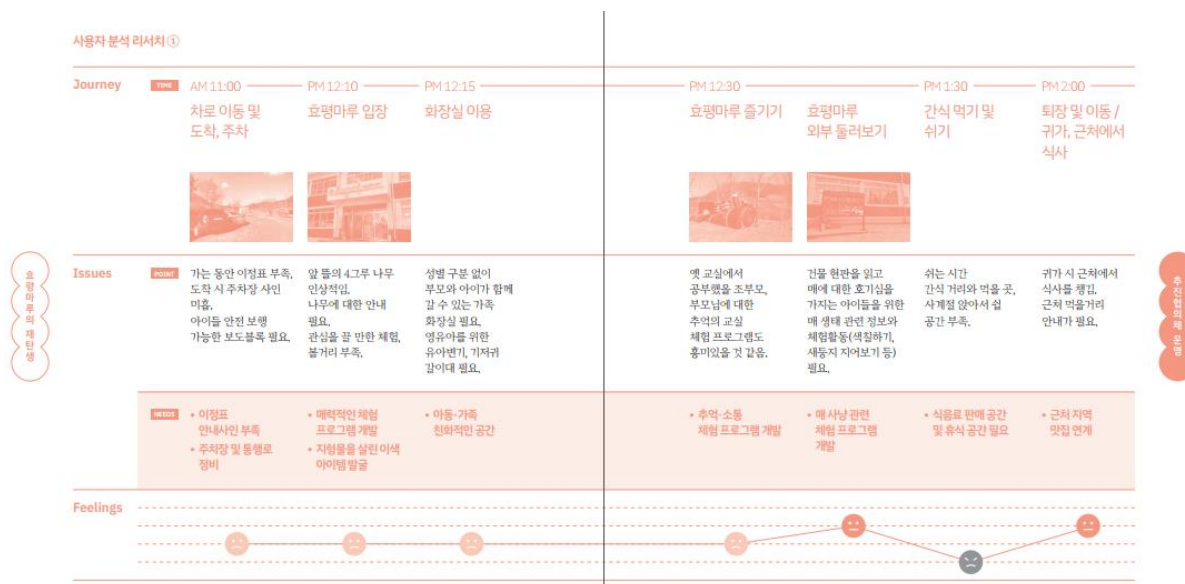 사용자 분석 리서치 ①
Journey
TIME
AM 11:00
PM 12:10
PM 12:15
PM 12:30
PM 1:30
PM 2:00
차로 이동 및
도착, 주차
효평마루 입장
화장실 이용
효평마루 즐기기
효평마루
외부 둘러보기
간식 먹기 및
쉬기
퇴장 및 이동 /
귀가, 근처에서
식사
Issues
POINT
가는 동안 이정표 부족,
도착 시 주차장 사인
미흡,
아이들 안전 보행
가능한 보도블록 필요.
앞 뜰의 4그루 나무
인상적임.
나무에 대한 안내
필요.
관심을 끌 만한 체험,
볼거리 부족.
성별 구분 없이
부모와 아이가 함께
갈 수 있는 가족
화장실 필요.
영유아를 위한
유아변기, 기저귀
갈이대 필요.
옛 교실에서
공부했을 조부모,
부모님에 대한
추억의 교실
체험 프로그램도
흥미있을 것 같음.
건물 현판을 읽고
매에 대한 호기심을
가지는 아이들을 위한
매 생태 관련 정보와
체험활동(색칠하기,
새둥지 지어보기 등)
필요.
쉬는 시간
간식 거리와 먹을 곳,
사계절 앉아서 쉴
공간 부족.
귀가 시 근처에서
식사를 챙김.
근처 먹을거리
안내가 필요.
NEEDS
• 이정표
안내사인 부족
• 주차장 및 통행로
정비
• 매력적인 체험
프로그램 개발
• 지형물을 살린 이색
아이템 발굴
• 아동·가족
친화적인 공간
• 추억·소통
체험 프로그램 개발
• 매 사냥 관련
체험 프로그램
개발
• 식음료 판매 공간
및 휴식 공간 필요
• 근처 지역
맛집 연계
Feelings
효평마루의 재탄생
추진협의체 운영